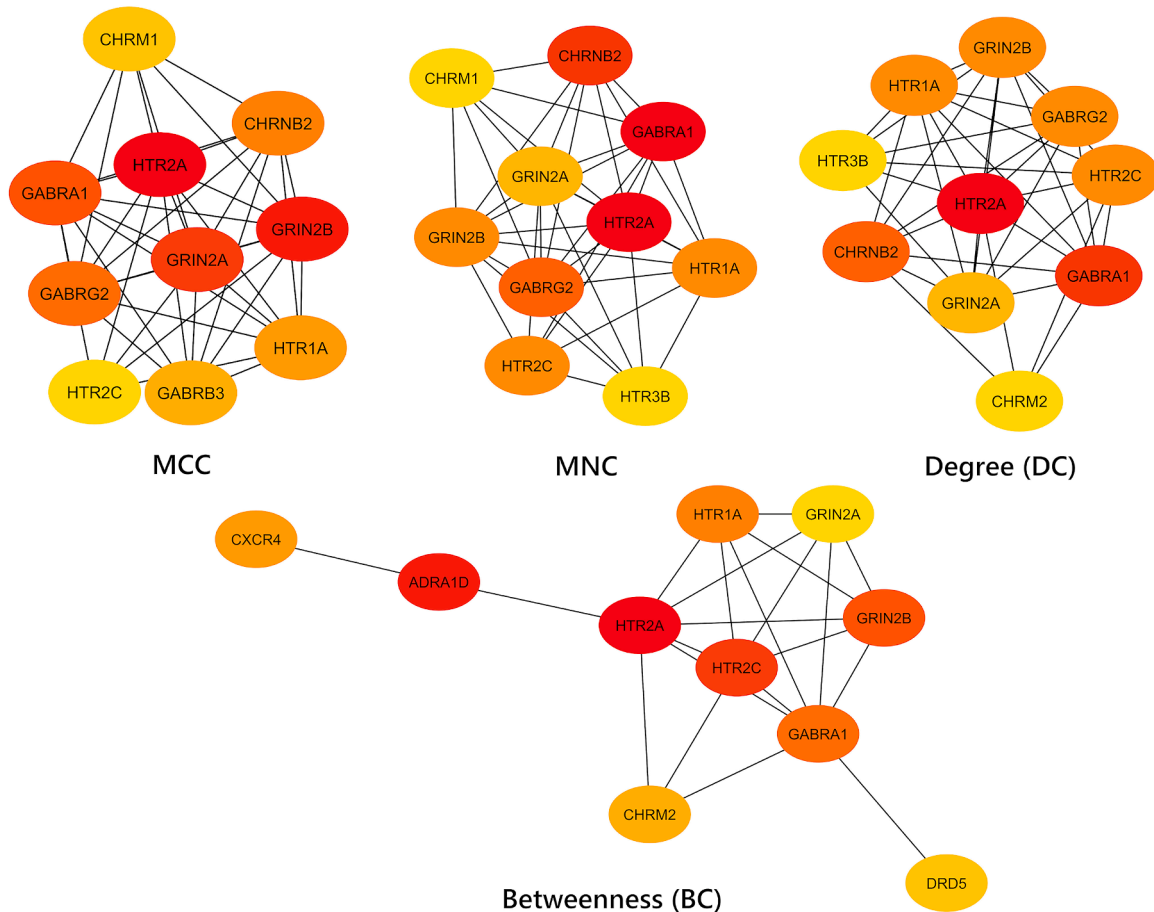 CHRM1
CHRNB2
HTR2A
GABRA1
GRIN2B
GRIN2A
GABRG2
HTR1A
HTR2C
GABRB3
MCC
CHRNB2
CHRM1
GABRA1
GRIN2A
HTR2A
GRIN2B
HTR1A
GABRG2
HTR2C
HTR3B
MNC
GRIN2B
HTR1A
GABRG2
HTR3B
HTR2C
HTR2A
CHRNB2
GABRA1
GRIN2A
CHRM2
Degree (DC)
HTR1A
GRIN2A
CXCR4
ADRA1D
HTR2A
GRIN2B
HTR2C
GABRA1
CHRM2
DRD5
Betweenness (BC)